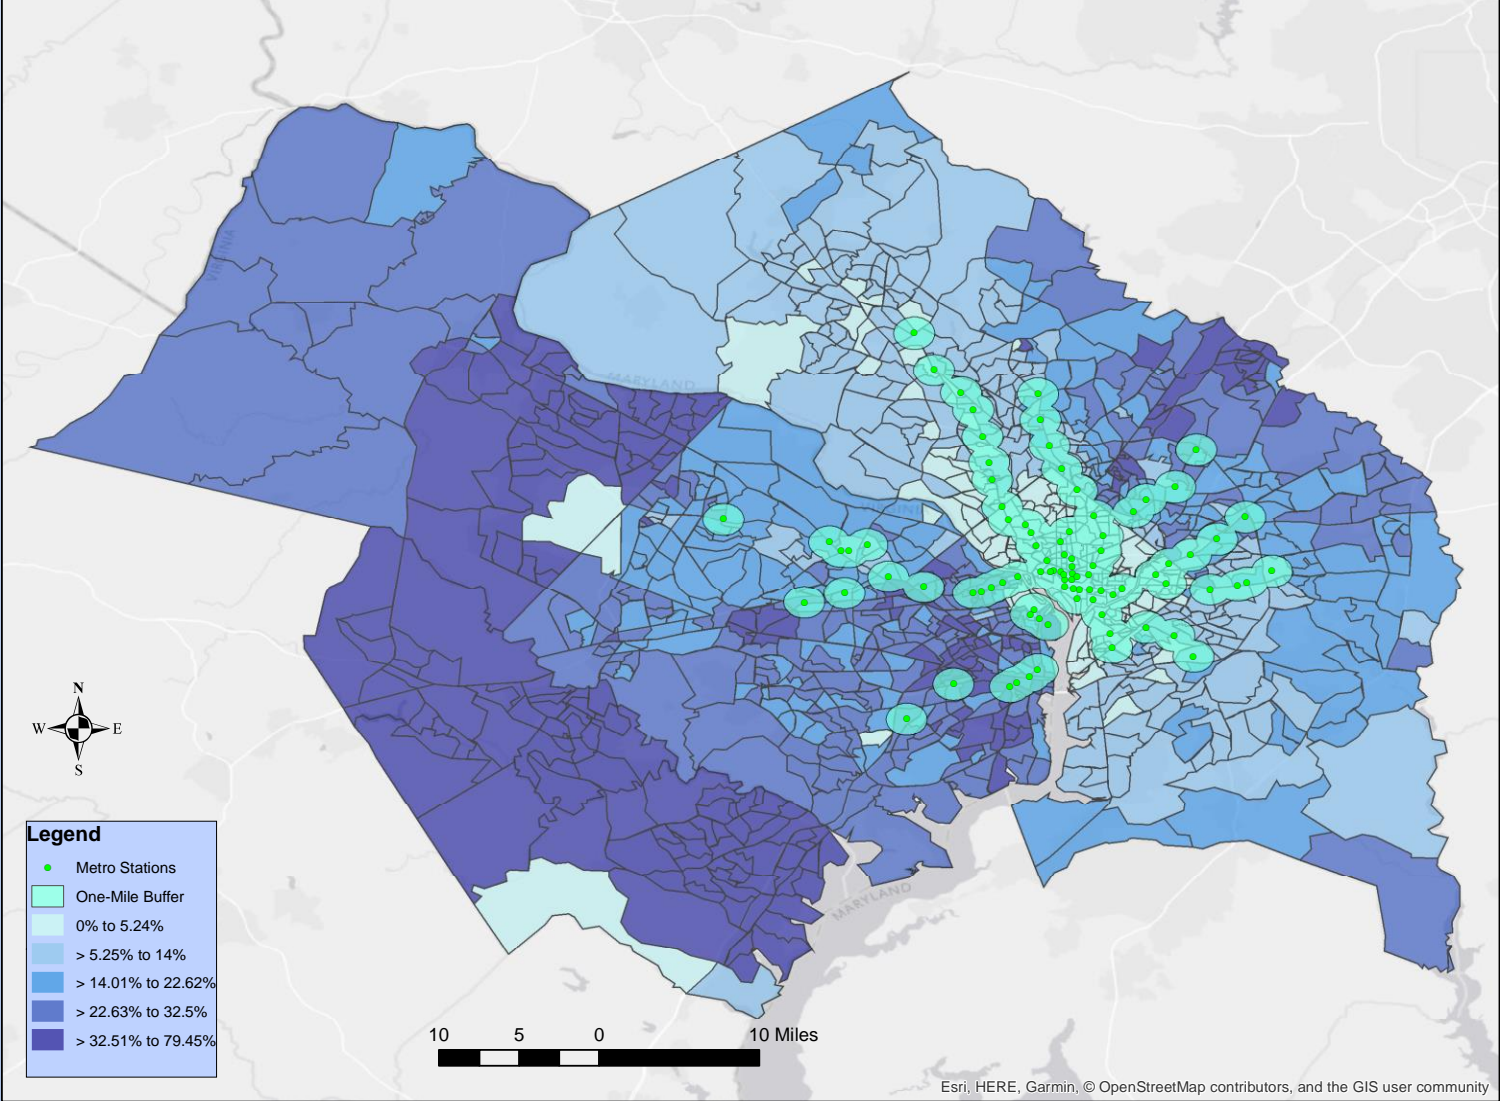 VIRGINIA
MARYLAND
VIRGINIA
MARYLAND
N
W E
S
Legend
Metro Stations
One-Mile Buffer
0% to 5.24%
> 5.25% to 14%
> 14.01% to 22.62%
> 22.63% to 32.5%
> 32.51% to 79.45%
10 5 0 10 Miles
Esri, HERE, Garmin, © OpenStreetMap contributors, and the GIS user community